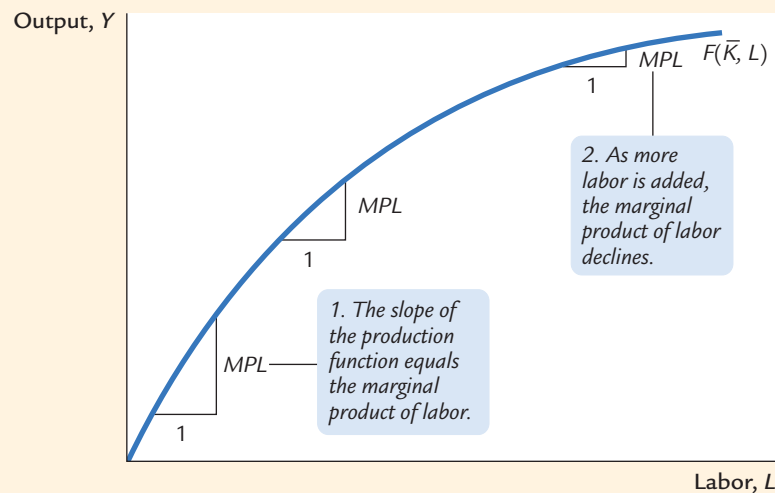 Output, Y
MPL
F(K̅, L)
1
2. As more
labor is added,
the marginal
product of labor
declines.
MPL
1
1. The slope of
the production
function equals
the marginal
product of labor.
MPL
1
Labor, L